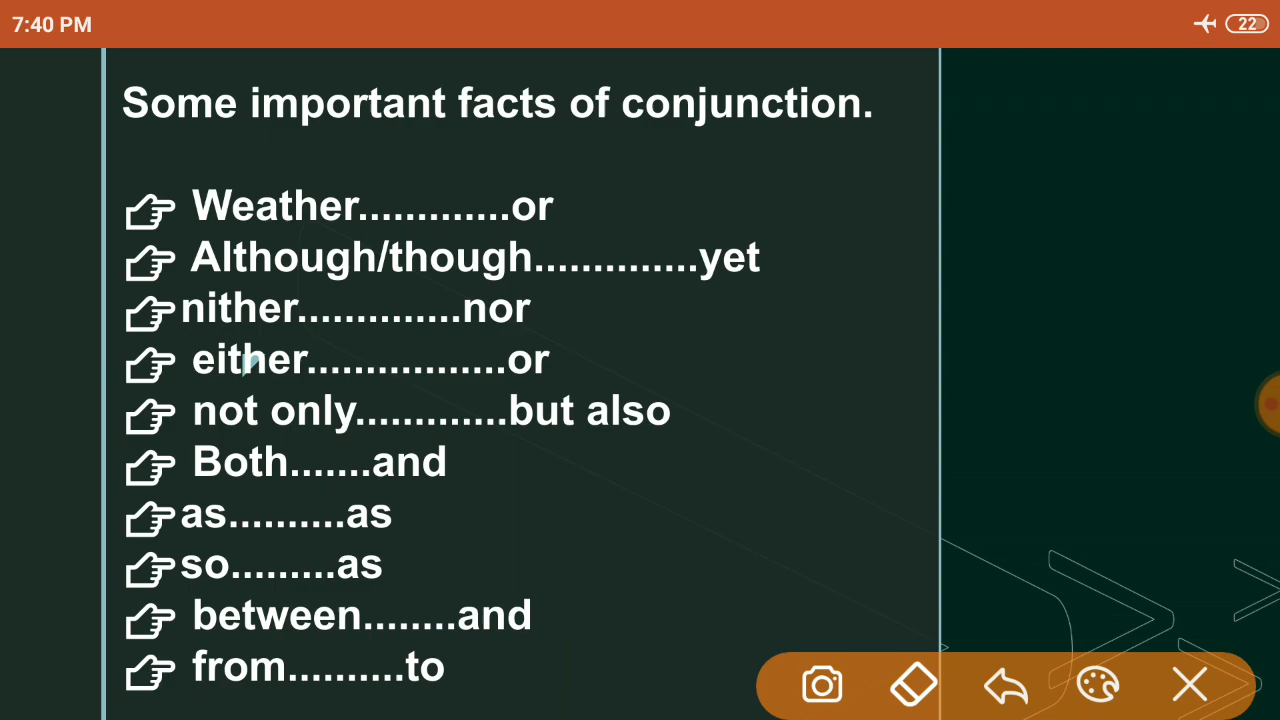 7:40 PM
22
Some important facts of conjunction.
Weather.............or
Although/though..............yet
nither..............nor
either.................or
not only.............but also
Both.......and
as..........as
so.........as
between........and
from..........to